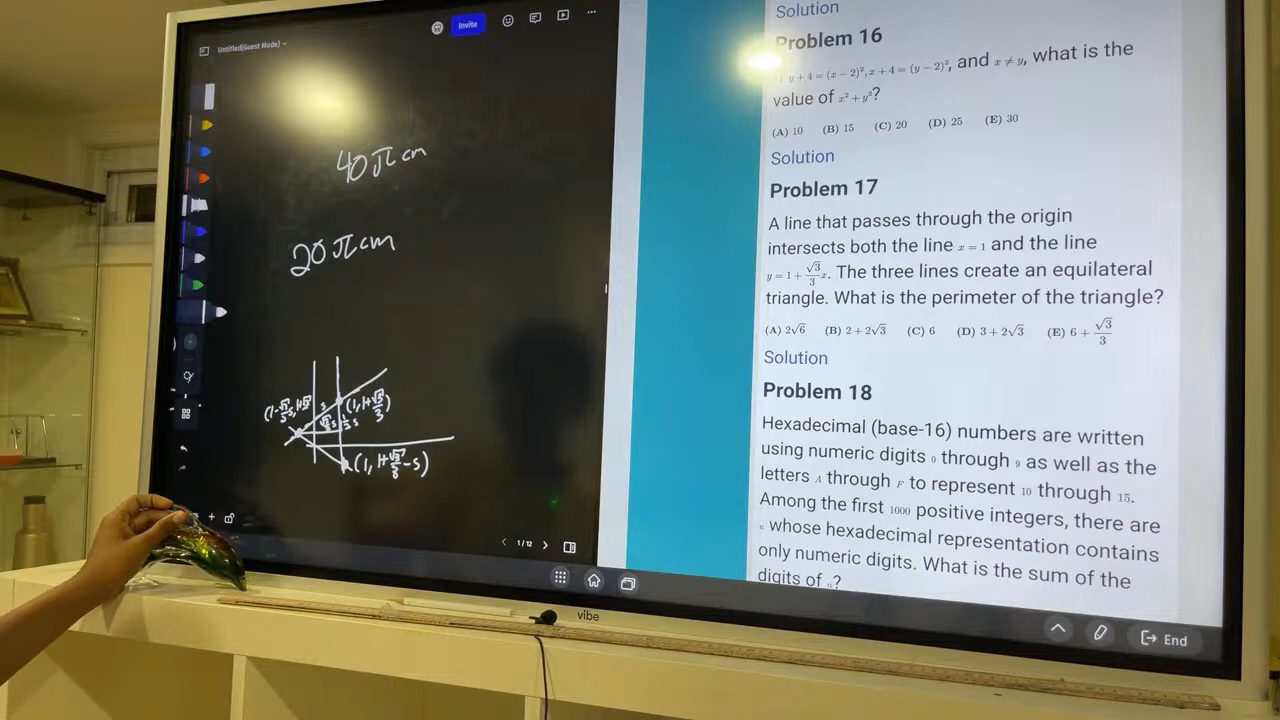 Untitled(Guest Mode)
Invite
40 π cm
20 π cm
(1, 1+√3/3)
(1, 1+√3/3-s)
1/12
Solution
Problem 16
y + 4 = (x − 2)², x + 4 = (y − 2)², and x ≠ y, what is the
value of x² + y²?
(A) 10 (B) 15 (C) 20 (D) 25 (E) 30
Solution
Problem 17
A line that passes through the origin
intersects both the line x = 1 and the line
y = 1 + √3/3 x. The three lines create an equilateral
triangle. What is the perimeter of the triangle?
(A) 2√6 (B) 2 + 2√3 (C) 6 (D) 3 + 2√3 (E) 6 + √3/3
Solution
Problem 18
Hexadecimal (base-16) numbers are written
using numeric digits 0 through 9 as well as the
letters A through F to represent 10 through 15.
Among the first 1000 positive integers, there are
n whose hexadecimal representation contains
only numeric digits. What is the sum of the
digits of n?
End
vibe